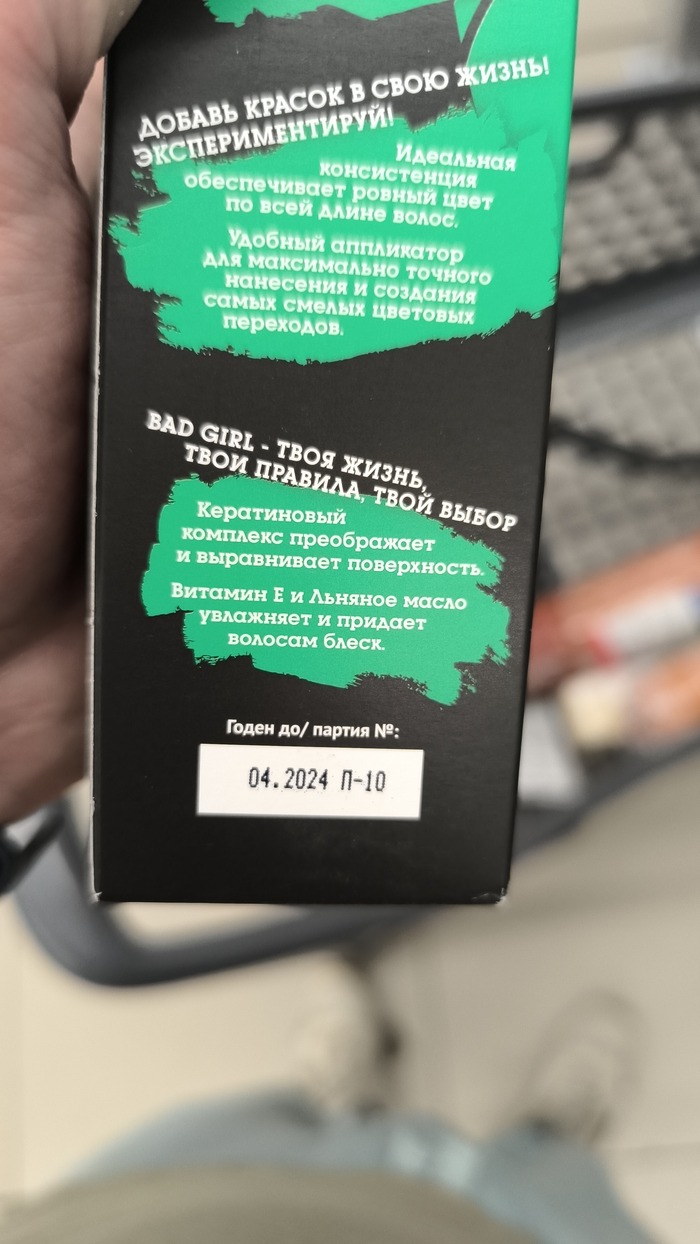 ДОБАВЬ КРАСОК В СВОЮ ЖИЗНЬ!
ЭКСПЕРИМЕНТИРУЙ!
Идеальная
консистенция
обеспечивает ровный цвет
по всей длине волос.
Удобный аппликатор
для максимально точного
нанесения и создания
самых смелых цветовых
переходов.
BAD GIRL - ТВОЯ ЖИЗНЬ,
ТВОИ ПРАВИЛА, ТВОЙ ВЫБОР
Кератиновый
комплекс преображает
и выравнивает поверхность.
Витамин Е и Льняное масло
увлажняет и придает
волосам блеск.
Годен до/ партия №:
04.2024 П-10